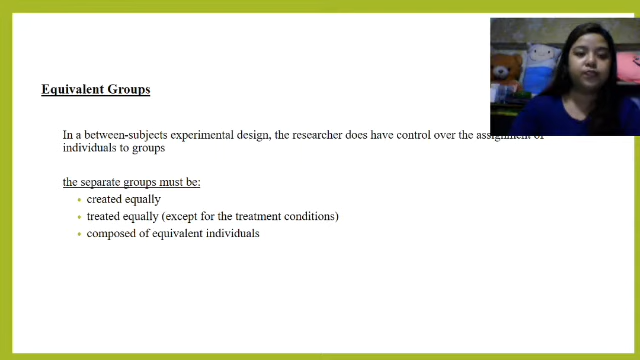 Equivalent Groups
In a between-subjects experimental design, the researcher does have control over the assignment of
individuals to groups
the separate groups must be:
• created equally
• treated equally (except for the treatment conditions)
• composed of equivalent individuals